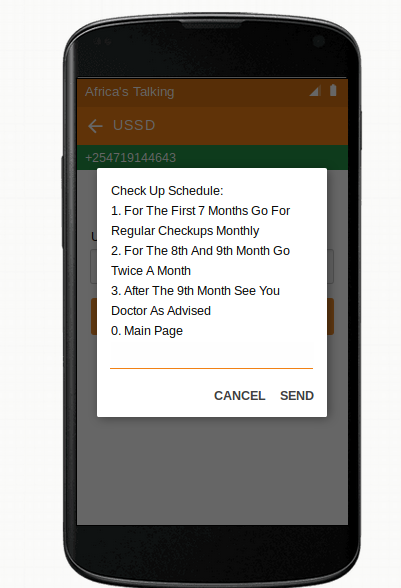 Africa's Talking
USSD
+254719144643
Check Up Schedule:
1. For The First 7 Months Go For
Regular Checkups Monthly
2. For The 8th And 9th Month Go
Twice A Month
3. After The 9th Month See You
Doctor As Advised
0. Main Page
CANCEL SEND